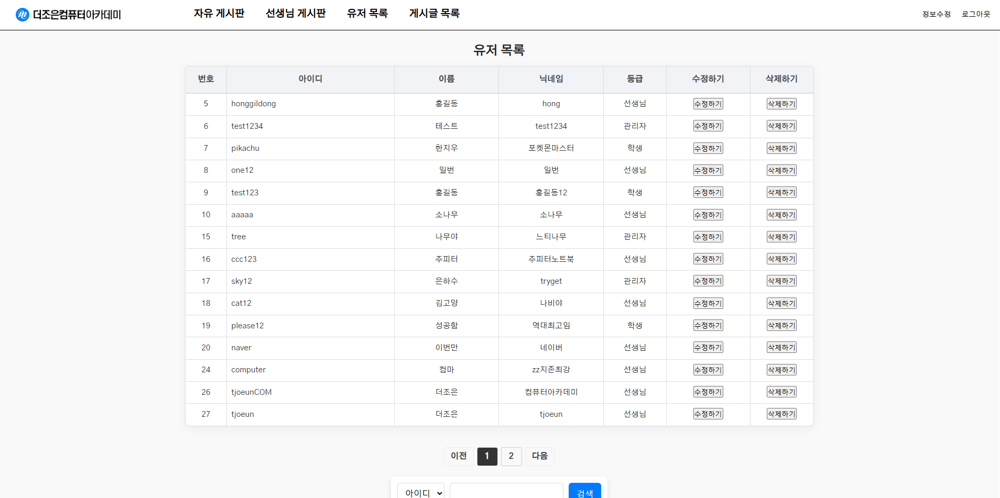 더조은컴퓨터아카데미 자유 게시판 선생님 게시판 유저 목록 게시글 목록 정보수정 로그아웃
유저 목록
번호 아이디 이름 닉네임 등급 수정하기 삭제하기
5 honggildong 홍길동 hong 선생님 수정하기 삭제하기
6 test1234 테스트 test1234 관리자 수정하기 삭제하기
7 pikachu 한지우 포켓몬마스터 학생 수정하기 삭제하기
8 one12 일번 일번 선생님 수정하기 삭제하기
9 test123 홍길동 홍길동12 학생 수정하기 삭제하기
10 aaaaa 소나무 소나무 선생님 수정하기 삭제하기
15 tree 나무야 느티나무 관리자 수정하기 삭제하기
16 ccc123 주피터 주피터노트북 선생님 수정하기 삭제하기
17 sky12 은하수 tryget 관리자 수정하기 삭제하기
18 cat12 김고양 나비야 선생님 수정하기 삭제하기
19 please12 성공함 역대최고임 학생 수정하기 삭제하기
20 naver 이번만 네이버 선생님 수정하기 삭제하기
24 computer 컴마 zz지존최강 선생님 수정하기 삭제하기
26 tjoeunCOM 더조은 컴퓨터아카데미 선생님 수정하기 삭제하기
27 tjoeun 더조은 tjoeun 선생님 수정하기 삭제하기
이전 1 2 다음
아이디 검색